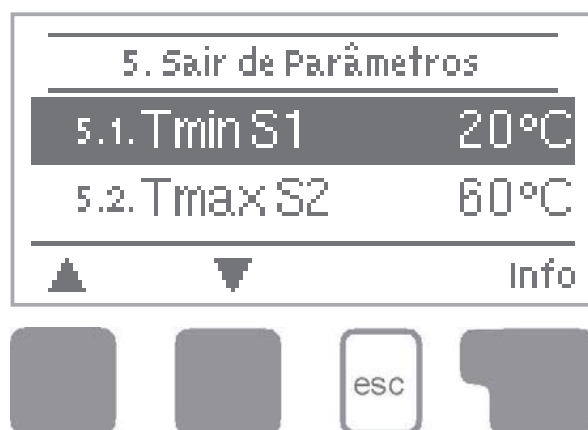 5. Sair de Parâmetros
5.1. Tmin S1 20°C
5.2. Tmax S2 60°C
Info
esc